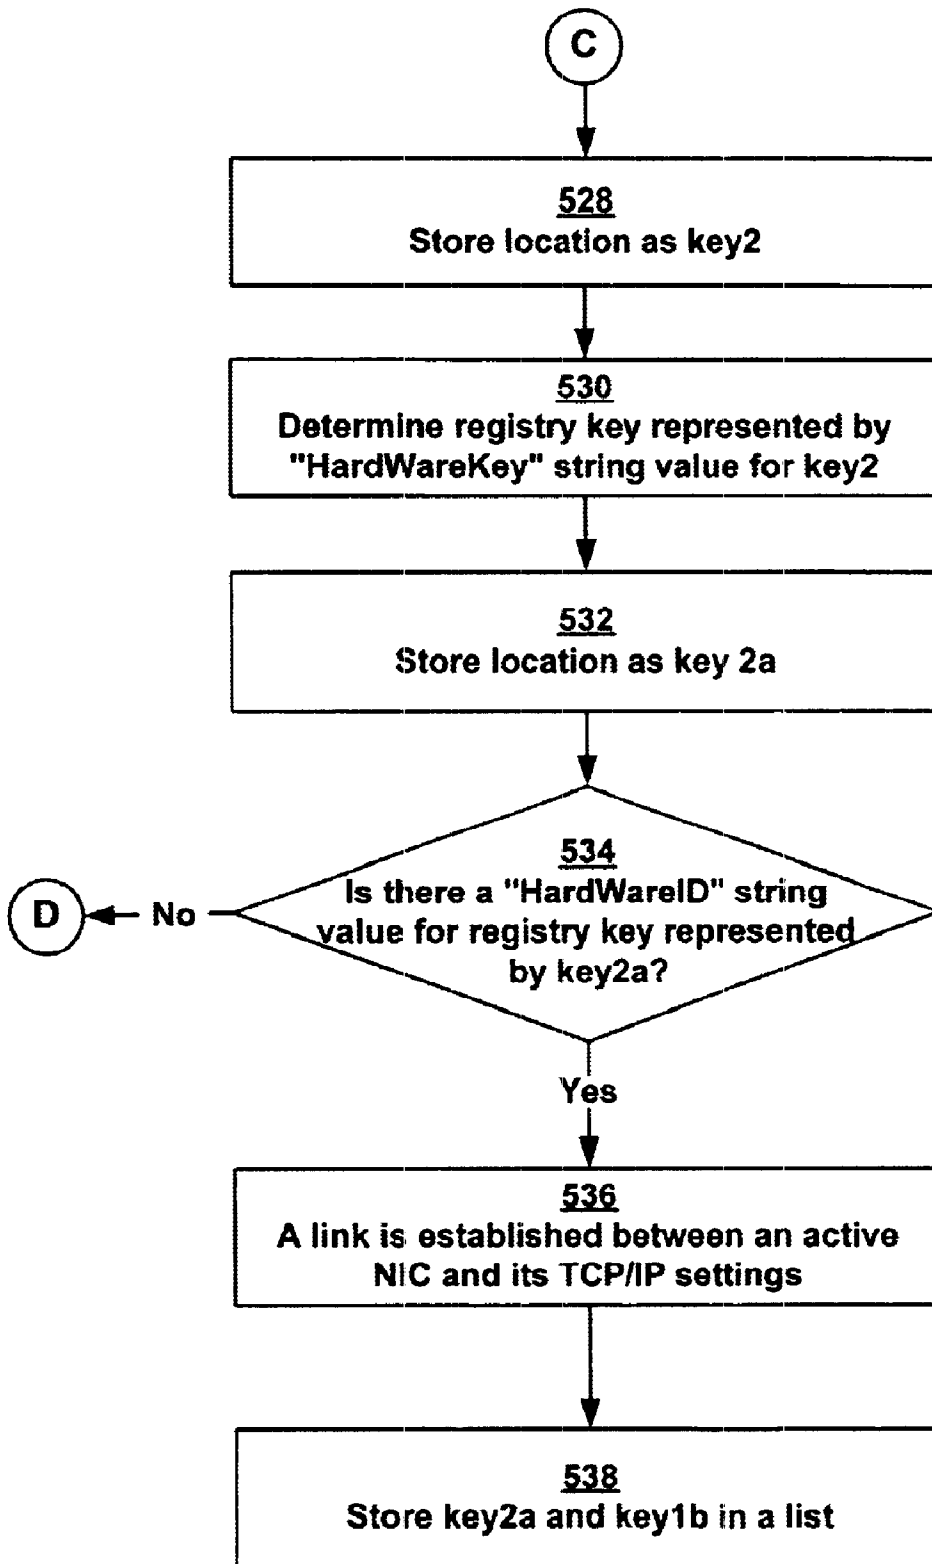 C
528
Store location as key2
530
Determine registry key represented by
"HardWareKey" string value for key2
532
Store location as key 2a
534
Is there a "HardWareID" string
value for registry key represented
by key2a?
D
No
Yes
536
A link is established between an active
NIC and its TCP/IP settings
538
Store key2a and key1b in a list